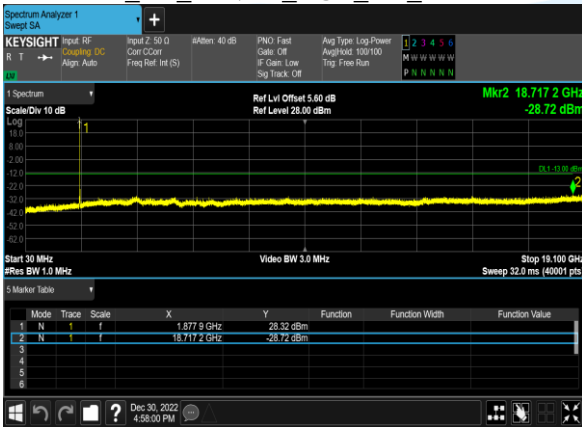 Spectrum Analyzer 1
Swept SA
+
KEYSIGHT Input: RF Input Z: 50 Ω #Atten: 40 dB PNO: Fast Avg Type: Log-Power 1 2 3 4 5 6
R T Coupling: DC Corr CCorr Gate: Off Avg|Hold: 100/100 M W W W W W
Align: Auto Freq Ref: Int (S) IF Gain: Low Trig: Free Run
LU Sig Track: Off P N N N N N
1 Spectrum Ref Lvl Offset 5.60 dB Mkr2 18.717 2 GHz
Scale/Div 10 dB Ref Level 28.00 dBm -28.72 dBm
Log
1
18.0
8.00
-2.00
-12.0 DL1 -13.00 dBm
-22.0 2
-32.0
-42.0
-52.0
-62.0
Start 30 MHz Video BW 3.0 MHz Stop 19.100 GHz
#Res BW 1.0 MHz Sweep 32.0 ms (40001 pts
5 Marker Table
Mode Trace Scale X Y Function Function Width Function Value
1 N 1 f 1.877 9 GHz 28.32 dBm
2 N 1 f 18.717 2 GHz -28.72 dBm
3
4
5
6
? Dec 30, 2022
4:58:00 PM